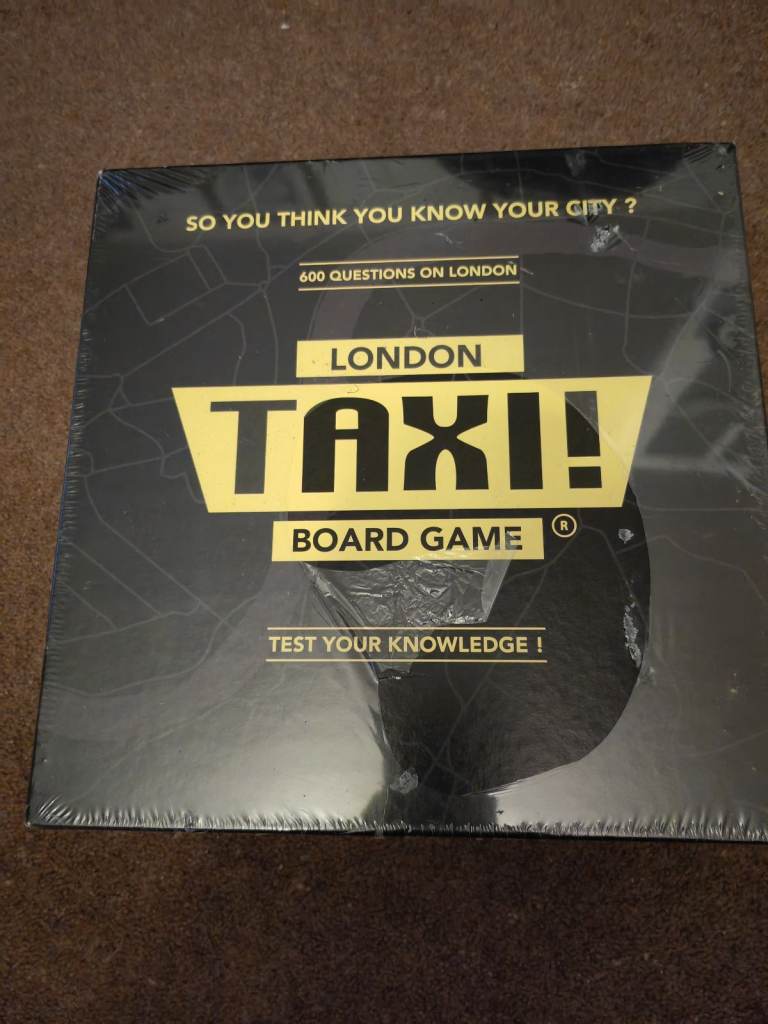 SO YOU THINK YOU KNOW YOUR CITY ?
600 QUESTIONS ON LONDON
LONDON
TAXI!
BOARD GAME ®
TEST YOUR KNOWLEDGE !